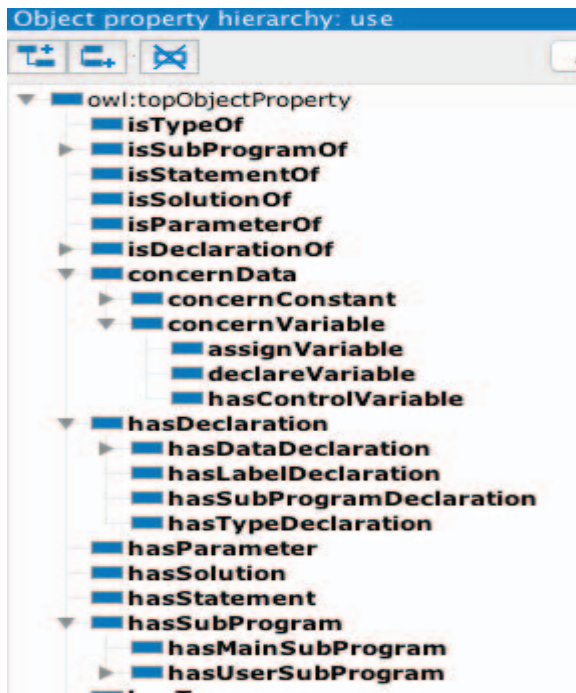 Object property hierarchy: use
owl:topObjectProperty
isTypeOf
isSubProgramOf
isStatementOf
isSolutionOf
isParameterOf
isDeclarationOf
concernData
concernConstant
concernVariable
assignVariable
declareVariable
hasControlVariable
hasDeclaration
hasDataDeclaration
hasLabelDeclaration
hasSubProgramDeclaration
hasTypeDeclaration
hasParameter
hasSolution
hasStatement
hasSubProgram
hasMainSubProgram
hasUserSubProgram